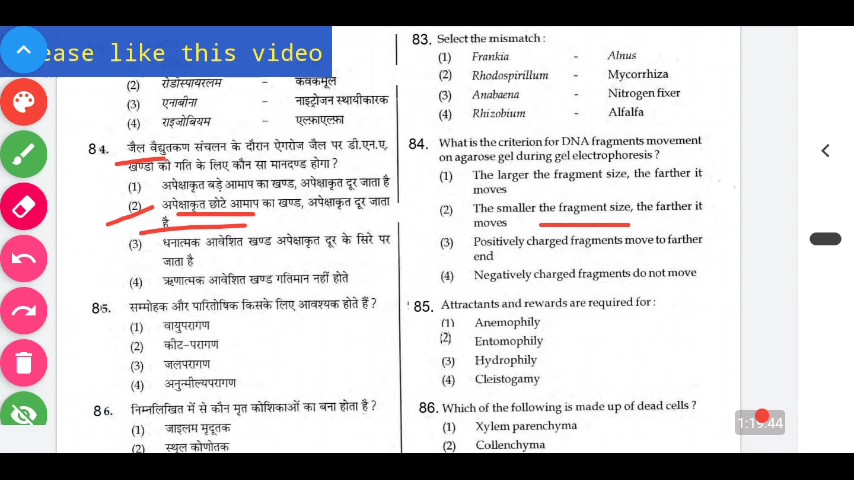 ease like this video
(2) रोडोस्पायरलम - कवकमूल
(3) एनाबीना - नाइट्रोजन स्थायीकारक
(4) राइजोबियम - एल्फाएल्फा
84. जैल वैद्युतकण संचलन के दौरान ऐगरोज जैल पर डी.एन.ए.
खण्डों की गति के लिए कौन सा मानदण्ड होगा ?
(1) अपेक्षाकृत बड़े आमाप का खण्ड, अपेक्षाकृत दूर जाता है
(2) अपेक्षाकृत छोटे आमाप का खण्ड, अपेक्षाकृत दूर जाता
है
(3) धनात्मक आवेशित खण्ड अपेक्षाकृत दूर के सिरे पर
जाता है
(4) ऋणात्मक आवेशित खण्ड गतिमान नहीं होते
85. सम्मोहक और पारितोषिक किसके लिए आवश्यक होते हैं ?
(1) वायुपरागण
(2) कीट-परागण
(3) जलपरागण
(4) अनुन्मील्यपरागण
86. निम्नलिखित में से कौन मृत कोशिकाओं का बना होता है ?
(1) जाइलम मृदूतक
(2) स्थूल कोणोतक
83. Select the mismatch :
(1) Frankia - Alnus
(2) Rhodospirillum - Mycorrhiza
(3) Anabaena - Nitrogen fixer
(4) Rhizobium - Alfalfa
84. What is the criterion for DNA fragments movement
on agarose gel during gel electrophoresis ?
(1) The larger the fragment size, the farther it
moves
(2) The smaller the fragment size, the farther it
moves
(3) Positively charged fragments move to farther
end
(4) Negatively charged fragments do not move
85. Attractants and rewards are required for :
(1) Anemophily
(2) Entomophily
(3) Hydrophily
(4) Cleistogamy
86. Which of the following is made up of dead cells ?
(1) Xylem parenchyma
(2) Collenchyma
1:19:44